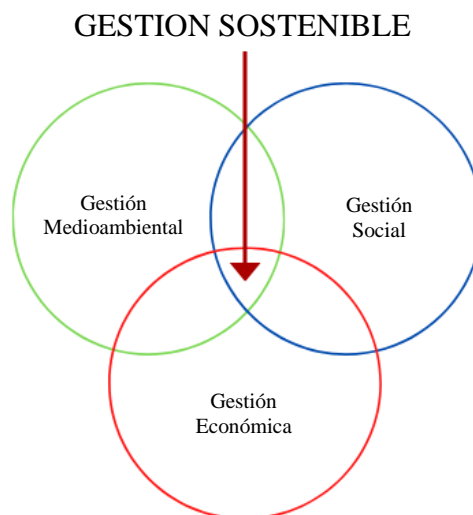 GESTION SOSTENIBLE
Gestión
Medioambiental
Gestión
Social
Gestión
Económica